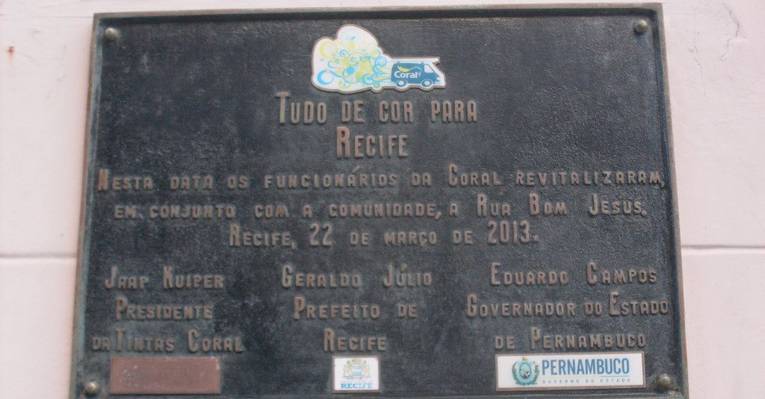 Coral
TUDO DE COR PARA
RECIFE
NESTA DATA OS FUNCIONÁRIOS DA CORAL REVITALIZARAM,
EM CONJUNTO COM A COMUNIDADE, A RUA BOM JESUS.
RECIFE, 22 DE MARÇO DE 2013.
JAAP KUIPER
PRESIDENTE
DA TINTAS CORAL
GERALDO JÚLIO
PREFEITO DE
RECIFE
EDUARDO CAMPOS
GOVERNADOR DO ESTADO
DE PERNAMBUCO
RECIFE
PERNAMBUCO
GOVERNO DO ESTADO